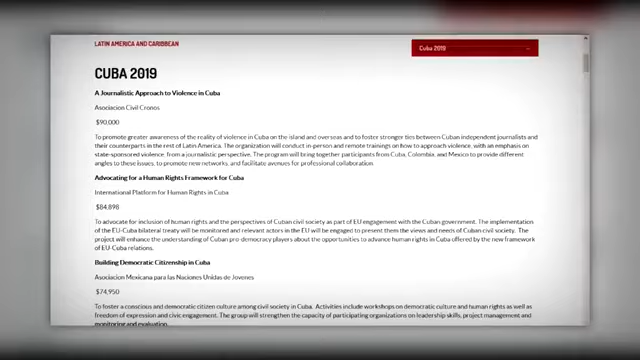 LATIN AMERICA AND CARIBBEAN
Cuba 2019
CUBA 2019
A Journalistic Approach to Violence in Cuba
Asociacion Civil Cronos
$90,000
To promote greater awareness of the reality of violence in Cuba on the island and overseas and to foster stronger ties between Cuban independent journalists and
their counterparts in the rest of Latin America. The organization will conduct in-person and remote trainings on how to approach violence, with an emphasis on
state-sponsored violence, from a journalistic perspective. The program will bring together participants from Cuba, Colombia, and Mexico to provide different
angles to these issues, to promote new networks, and facilitate avenues for professional collaboration.
Advocating for a Human Rights Framework for Cuba
International Platform for Human Rights in Cuba
$84,898
To advocate for inclusion of human rights and the perspectives of Cuban civil society as part of EU engagement with the Cuban government. The implementation
of the EU-Cuba bilateral treaty will be monitored and relevant actors in the EU will be engaged to present them the views and needs of Cuban civil society. The
project will enhance the understanding of Cuban pro-democracy players about the opportunities to advance human rights in Cuba offered by the new framework
of EU-Cuba relations.
Building Democratic Citizenship in Cuba
Asociacion Mexicana para las Naciones Unidas de Jovenes
$74,950
To foster a conscious and democratic citizen culture among civil society in Cuba. Activities include workshops on democratic culture and human rights as well as
freedom of expression and civic engagement. The group will strengthen the capacity of participating organizations on leadership skills, project management and
monitoring and evaluation.